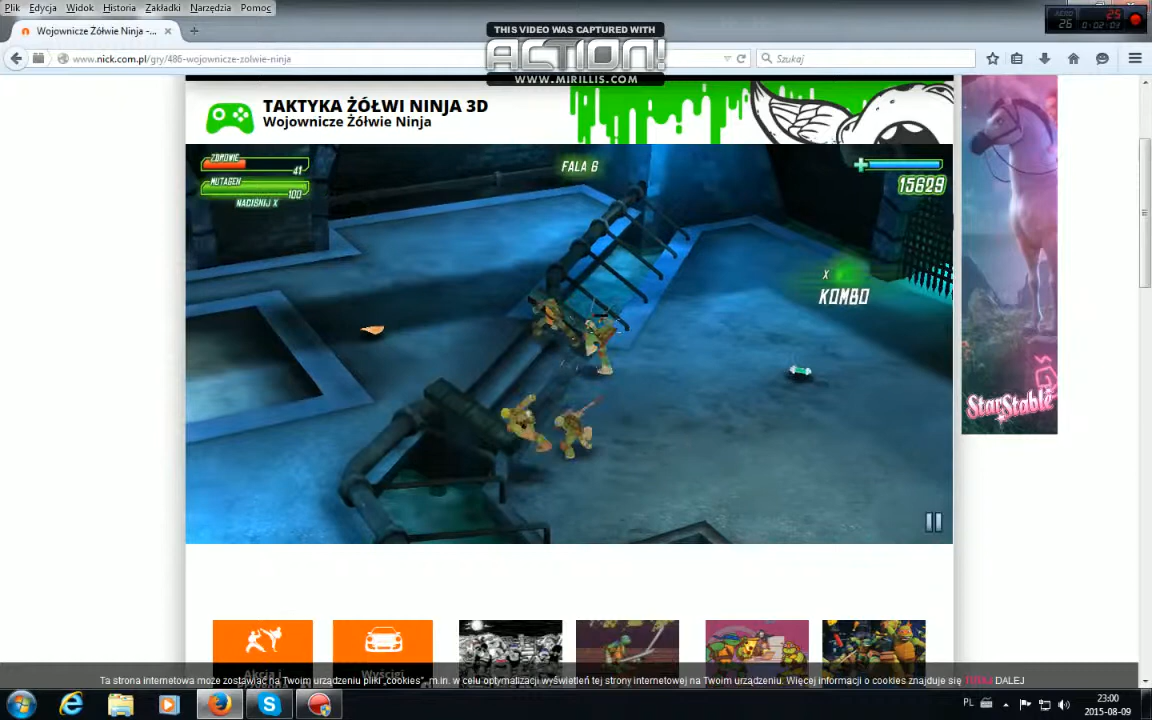 Plik Edycja Widok Historia Zakładki Narzędzia Pomoc
THIS VIDEO WAS CAPTURED WITH
ACTION!
WWW.MIRILLIS.COM
Wojownicze Żółwie Ninja -...
www.nick.com.pl/gry/486-wojownicze-zolwie-ninja
Szukaj
26
25
TAKTYKA ŻÓŁWI NINJA 3D
Wojownicze Żółwie Ninja
ZDROWIE
41
MUTAGEN
100
NACIŚNIJ X
FALA 6
15629
X
KOMBO
StarStable
Akcja i
Wyścigi
Ta strona internetowa może zostawiać na Twoim urządzeniu pliki „cookies”, m.in. w celu optymalizacji wyświetleń tej strony internetowej na Twoim urządzeniu. Więcej informacji o cookies znajduje się TUTAJ DALEJ
PL
23:00
2015-08-09